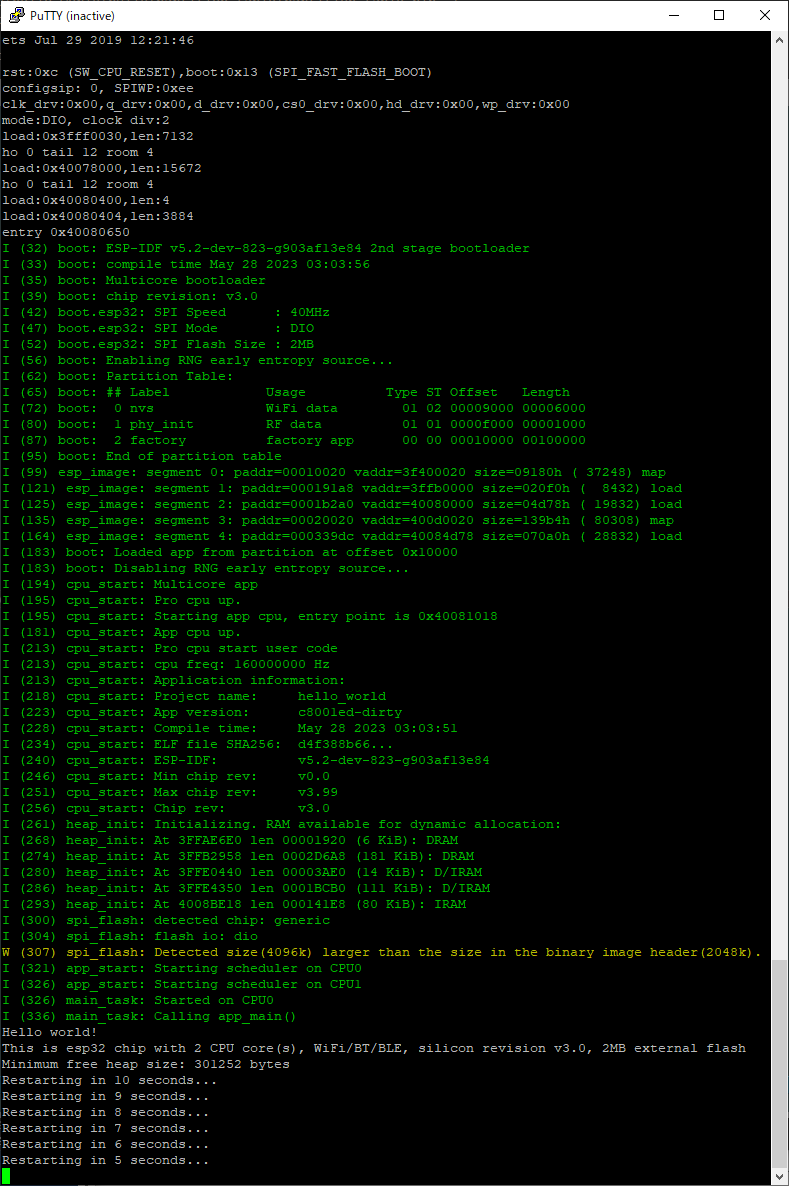 PuTTY (inactive)
ets Jul 29 2019 12:21:46
rst:0xc (SW_CPU_RESET),boot:0x13 (SPI_FAST_FLASH_BOOT)
configsip: 0, SPIWP:0xee
clk_drv:0x00,q_drv:0x00,d_drv:0x00,cs0_drv:0x00,hd_drv:0x00,wp_drv:0x00
mode:DIO, clock div:2
load:0x3fff0030,len:7132
ho 0 tail 12 room 4
load:0x40078000,len:15672
ho 0 tail 12 room 4
load:0x40080400,len:4
load:0x40080404,len:3884
entry 0x40080650
I (32) boot: ESP-IDF v5.2-dev-823-g903af13e84 2nd stage bootloader
I (33) boot: compile time May 28 2023 03:03:56
I (35) boot: Multicore bootloader
I (39) boot: chip revision: v3.0
I (42) boot.esp32: SPI Speed      : 40MHz
I (47) boot.esp32: SPI Mode       : DIO
I (52) boot.esp32: SPI Flash Size : 2MB
I (56) boot: Enabling RNG early entropy source...
I (62) boot: Partition Table:
I (65) boot: ## Label            Usage          Type ST Offset   Length
I (72) boot:  0 nvs              WiFi data        01 02 00009000 00006000
I (80) boot:  1 phy_init         RF data          01 01 0000f000 00001000
I (87) boot:  2 factory          factory app      00 00 00010000 00100000
I (95) boot: End of partition table
I (99) esp_image: segment 0: paddr=00010020 vaddr=3f400020 size=09180h ( 37248) map
I (121) esp_image: segment 1: paddr=000191a8 vaddr=3ffb0000 size=020f0h (  8432) load
I (125) esp_image: segment 2: paddr=0001b2a0 vaddr=40080000 size=04d78h ( 19832) load
I (135) esp_image: segment 3: paddr=00020020 vaddr=400d0020 size=139b4h ( 80308) map
I (164) esp_image: segment 4: paddr=000339dc vaddr=40084d78 size=070a0h ( 28832) load
I (183) boot: Loaded app from partition at offset 0x10000
I (183) boot: Disabling RNG early entropy source...
I (194) cpu_start: Multicore app
I (195) cpu_start: Pro cpu up.
I (195) cpu_start: Starting app cpu, entry point is 0x40081018
I (181) cpu_start: App cpu up.
I (213) cpu_start: Pro cpu start user code
I (213) cpu_start: cpu freq: 160000000 Hz
I (213) cpu_start: Application information:
I (218) cpu_start: Project name:     hello_world
I (223) cpu_start: App version:      c8001ed-dirty
I (228) cpu_start: Compile time:     May 28 2023 03:03:51
I (234) cpu_start: ELF file SHA256:  d4f388b66...
I (240) cpu_start: ESP-IDF:          v5.2-dev-823-g903af13e84
I (246) cpu_start: Min chip rev:     v0.0
I (251) cpu_start: Max chip rev:     v3.99
I (256) cpu_start: Chip rev:         v3.0
I (261) heap_init: Initializing. RAM available for dynamic allocation:
I (268) heap_init: At 3FFAE6E0 len 00001920 (6 KiB): DRAM
I (274) heap_init: At 3FFB2958 len 0002D6A8 (181 KiB): DRAM
I (280) heap_init: At 3FFE0440 len 00003AE0 (14 KiB): D/IRAM
I (286) heap_init: At 3FFE4350 len 0001BCB0 (111 KiB): D/IRAM
I (293) heap_init: At 4008BE18 len 000141E8 (80 KiB): IRAM
I (300) spi_flash: detected chip: generic
I (304) spi_flash: flash io: dio
W (307) spi_flash: Detected size(4096k) larger than the size in the binary image header(2048k).
I (321) app_start: Starting scheduler on CPU0
I (326) app_start: Starting scheduler on CPU1
I (326) main_task: Started on CPU0
I (336) main_task: Calling app_main()
Hello world!
This is esp32 chip with 2 CPU core(s), WiFi/BT/BLE, silicon revision v3.0, 2MB external flash
Minimum free heap size: 301252 bytes
Restarting in 10 seconds...
Restarting in 9 seconds...
Restarting in 8 seconds...
Restarting in 7 seconds...
Restarting in 6 seconds...
Restarting in 5 seconds...